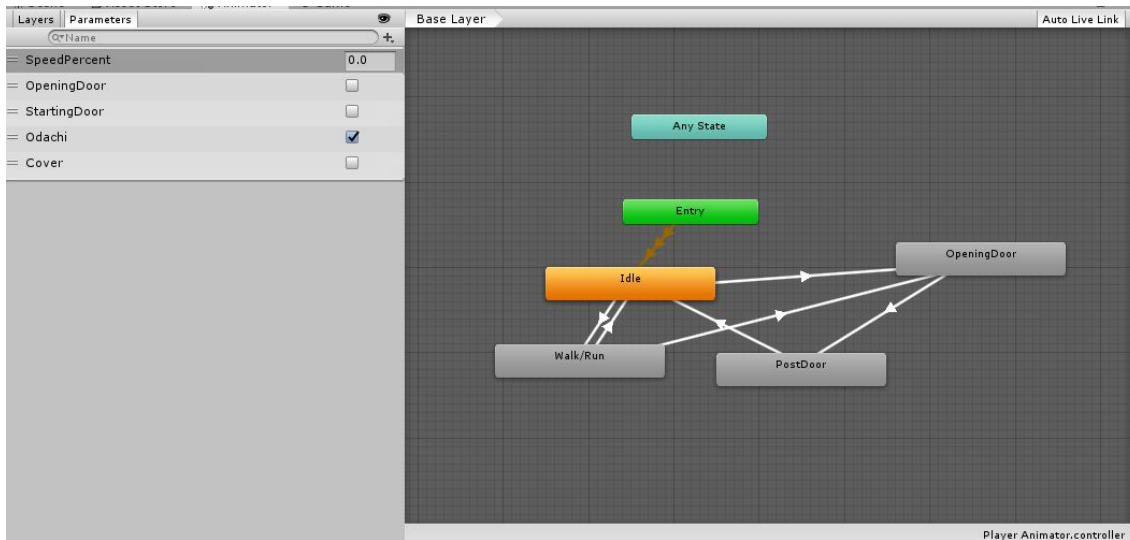 Layers Parameters
Name
SpeedPercent 0.0
OpeningDoor
StartingDoor
Odachi
Cover
Base Layer Auto Live Link
Any State
Entry
OpeningDoor
Idle
Walk/Run
PostDoor
Player Animator.controller